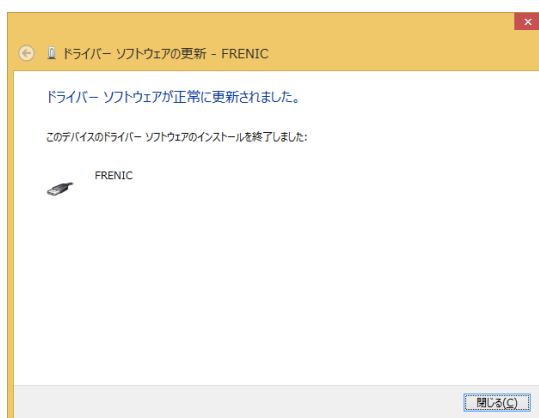 ドライバー ソフトウェアの更新 - FRENIC
ドライバー ソフトウェアが正常に更新されました。
このデバイスのドライバー ソフトウェアのインストールを終了しました:
FRENIC
閉じる(C)